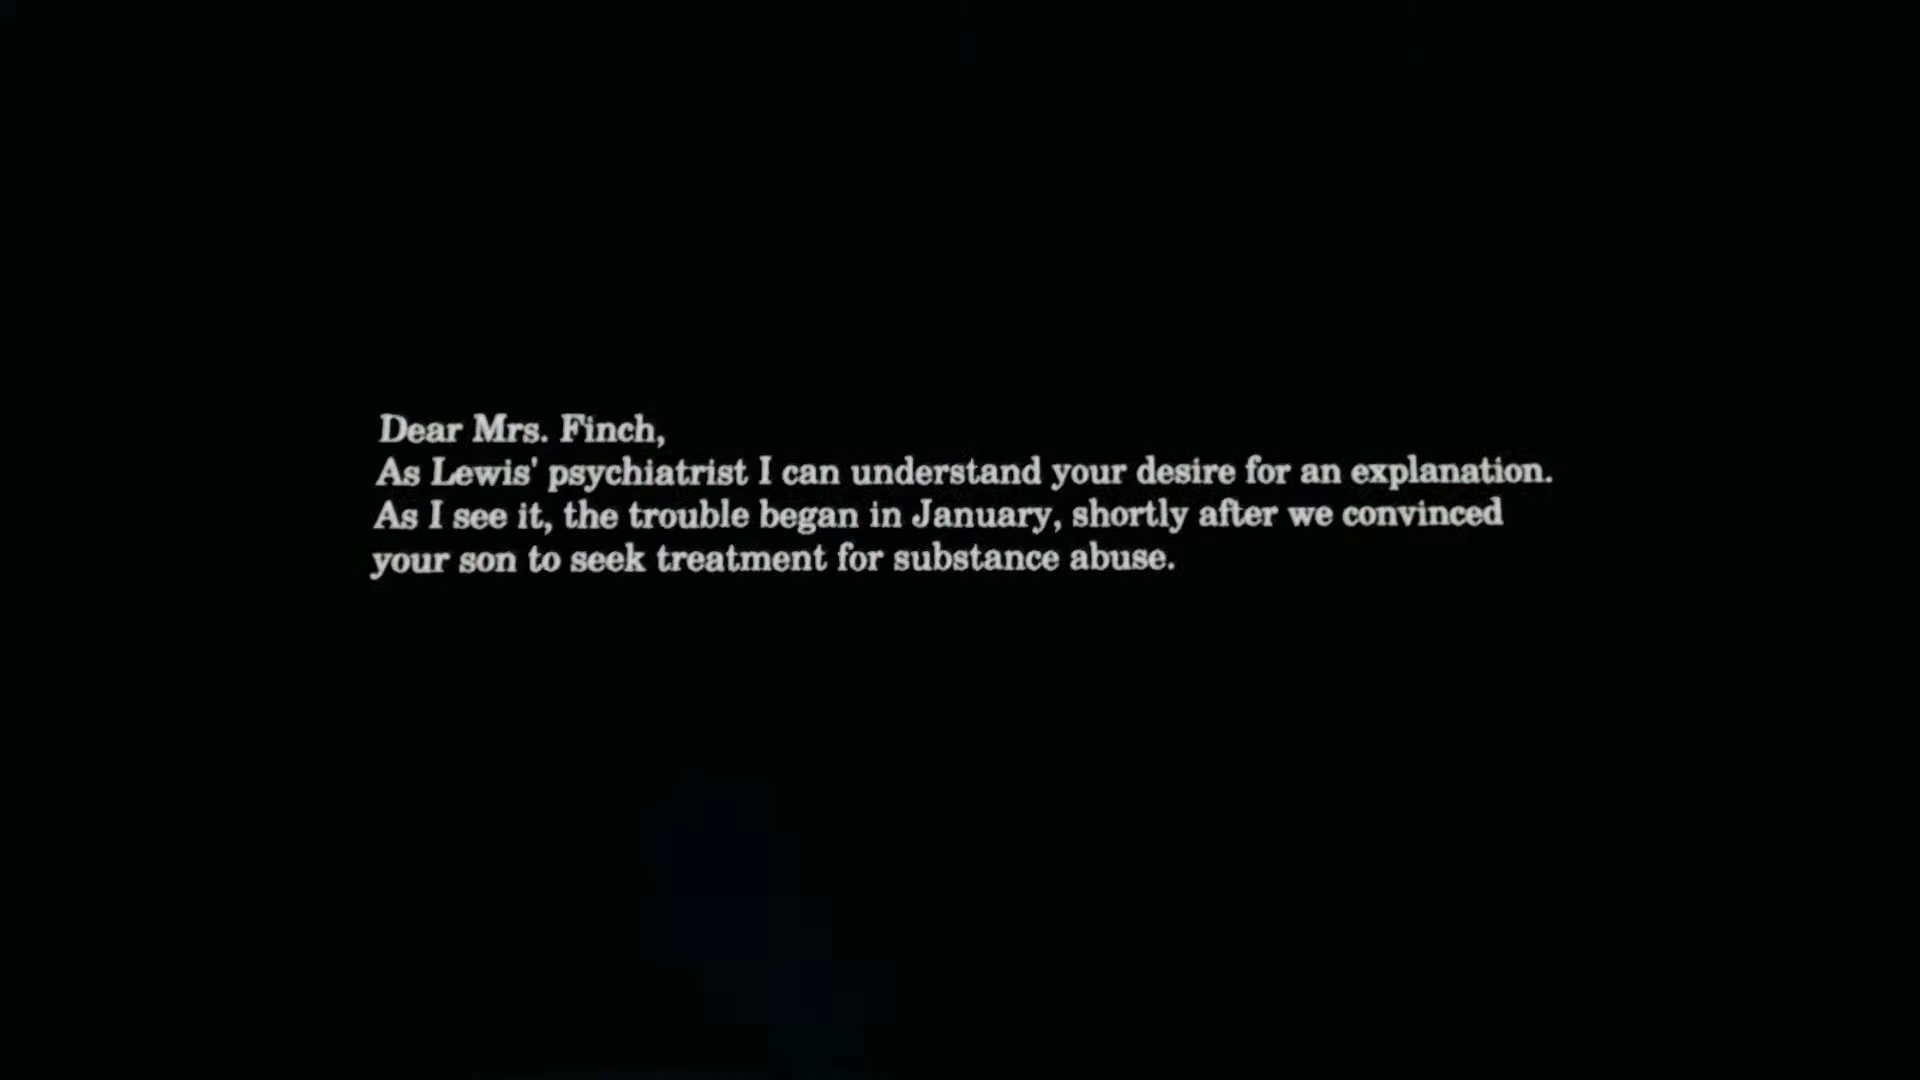 Dear Mrs. Finch,
As Lewis' psychiatrist I can understand your desire for an explanation.
As I see it, the trouble began in January, shortly after we convinced
your son to seek treatment for substance abuse.